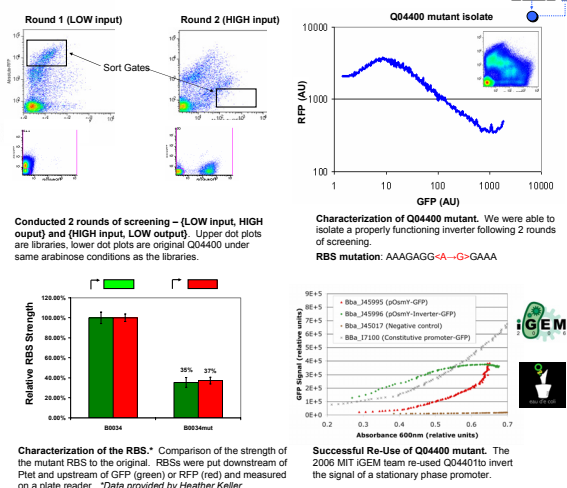 Round 1 (LOW input)
Round 2 (HIGH input)
Sort Gates
Conducted 2 rounds of screening – {LOW input, HIGH
ouput} and {HIGH input, LOW output}. Upper dot plots
are libraries, lower dot plots are original Q04400 under
same arabinose conditions as the libraries.
Q04400 mutant isolate
RFP (AU)
10000
1000
100
1
10
100
1000
10000
GFP (AU)
Characterization of Q04400 mutant. We were able to
isolate a properly functioning inverter following 2 rounds
of screening.
RBS mutation: AAAGAGG<A→G>GAAA
Relative RBS Strength
120.00%
100.00%
80.00%
60.00%
40.00%
20.00%
0.00%
35%
37%
B0034
B0034mut
Characterization of the RBS.* Comparison of the strength of
the mutant RBS to the original. RBSs were put downstream of
Ptet and upstream of GFP (green) or RFP (red) and measured
on a plate reader. *Data provided by Heather Keller
GFP Signal (relative units)
9E+5
8E+5
7E+5
6E+5
5E+5
4E+5
3E+5
2E+5
1E+5
0E+0
Bba_J45995 (pOsmY-GFP)
Bba_J45996 (pOsmY-Inverter-GFP)
Bba_J45017 (Negative control)
BBa_I7100 (Constitutive promoter-GFP)
0.2
0.3
0.4
0.5
0.6
0.7
Absorbance 600nm (relative units)
iGEM
eau d'e coli
Successful Re-Use of Q04400 mutant. The
2006 MIT iGEM team re-used Q04401to invert
the signal of a stationary phase promoter.